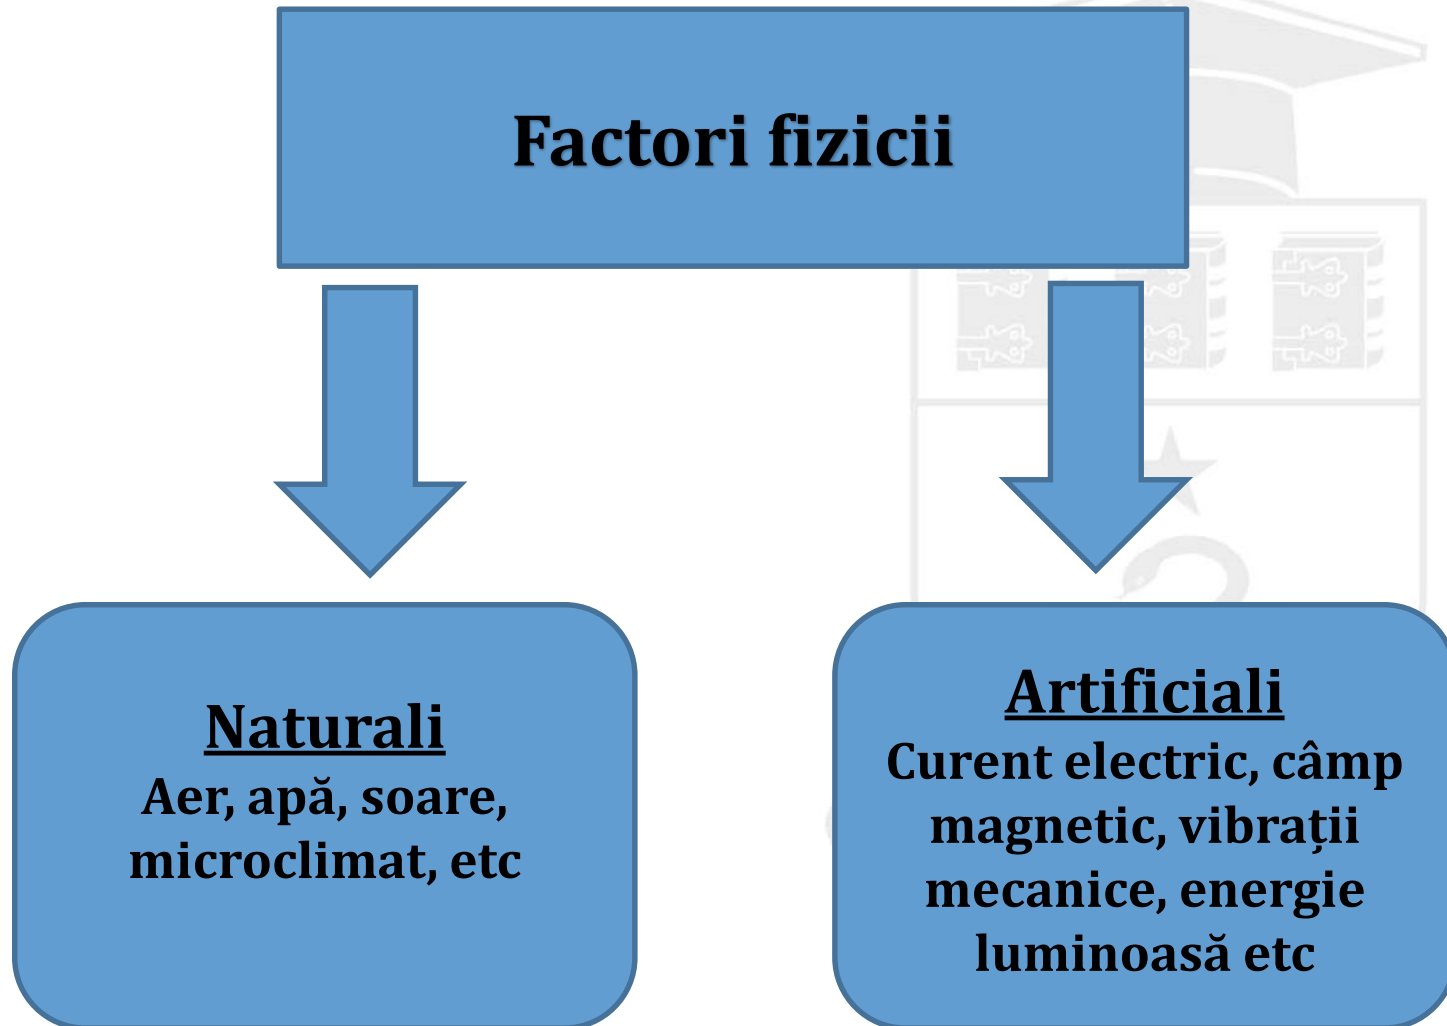 Factori fizicii
Naturali
Aer, apă, soare,
microclimat, etc
Artificiali
Curent electric, câmp
magnetic, vibrații
mecanice, energie
luminoasă etc